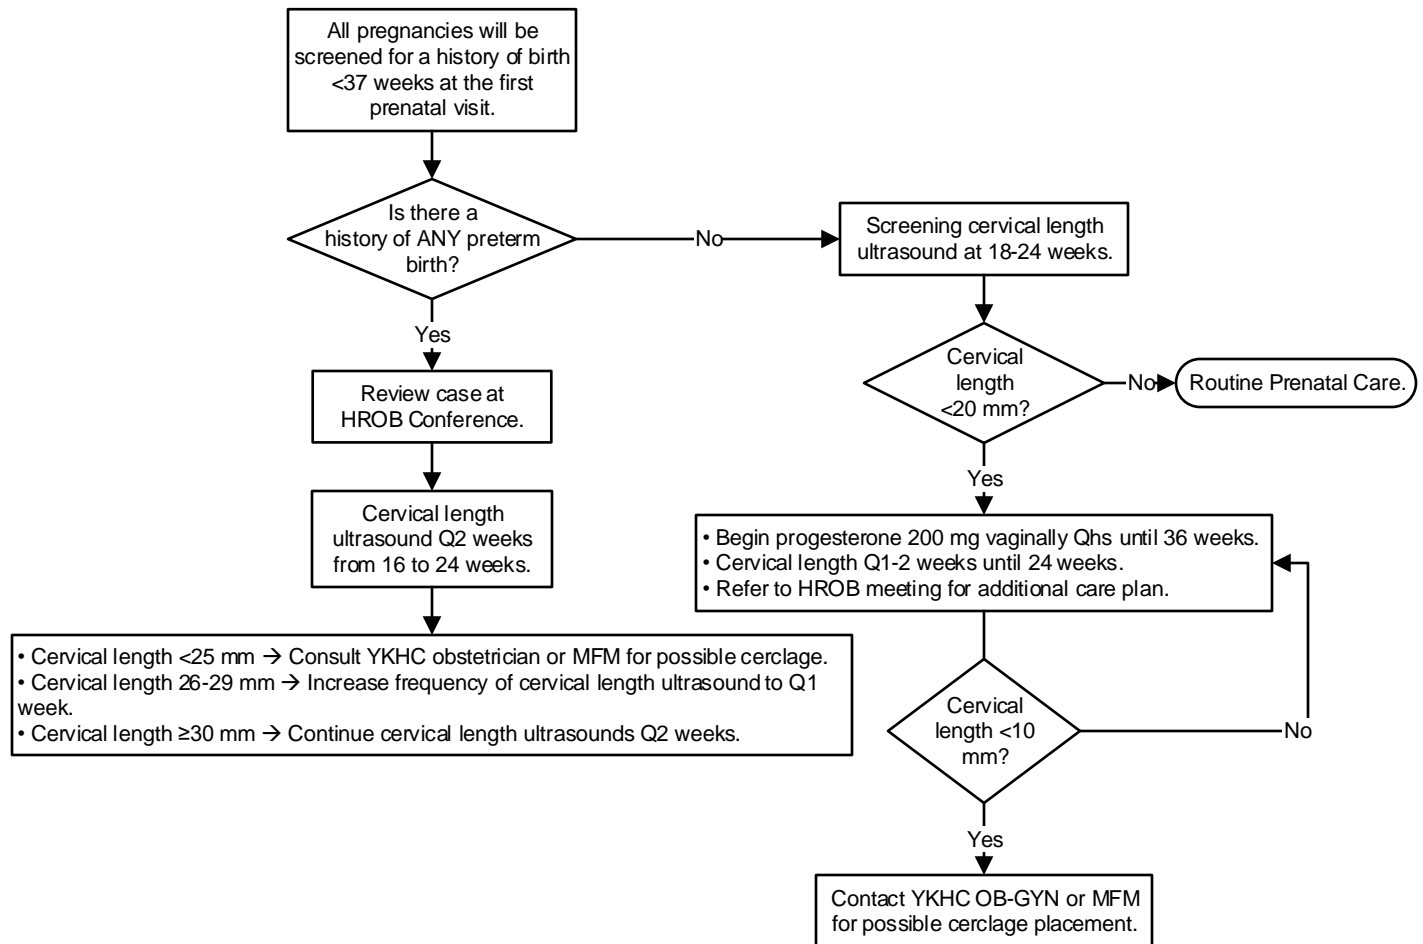 All pregnancies will be
screened for a history of birth
<37 weeks at the first
prenatal visit.
Is there a
history of ANY preterm
birth?
No
Screening cervical length
ultrasound at 18-24 weeks.
Yes
Cervical
length
<20 mm?
No
Routine Prenatal Care.
Review case at
HROB Conference.
Yes
Cervical length
ultrasound Q2 weeks
from 16 to 24 weeks.
• Begin progesterone 200 mg vaginally Qhs until 36 weeks.
• Cervical length Q1-2 weeks until 24 weeks.
• Refer to HROB meeting for additional care plan.
• Cervical length <25 mm → Consult YKHC obstetrician or MFM for possible cerclage.
• Cervical length 26-29 mm → Increase frequency of cervical length ultrasound to Q1
week.
• Cervical length ≥30 mm → Continue cervical length ultrasounds Q2 weeks.
Cervical
length <10
mm?
No
Yes
Contact YKHC OB-GYN or MFM
for possible cerclage placement.